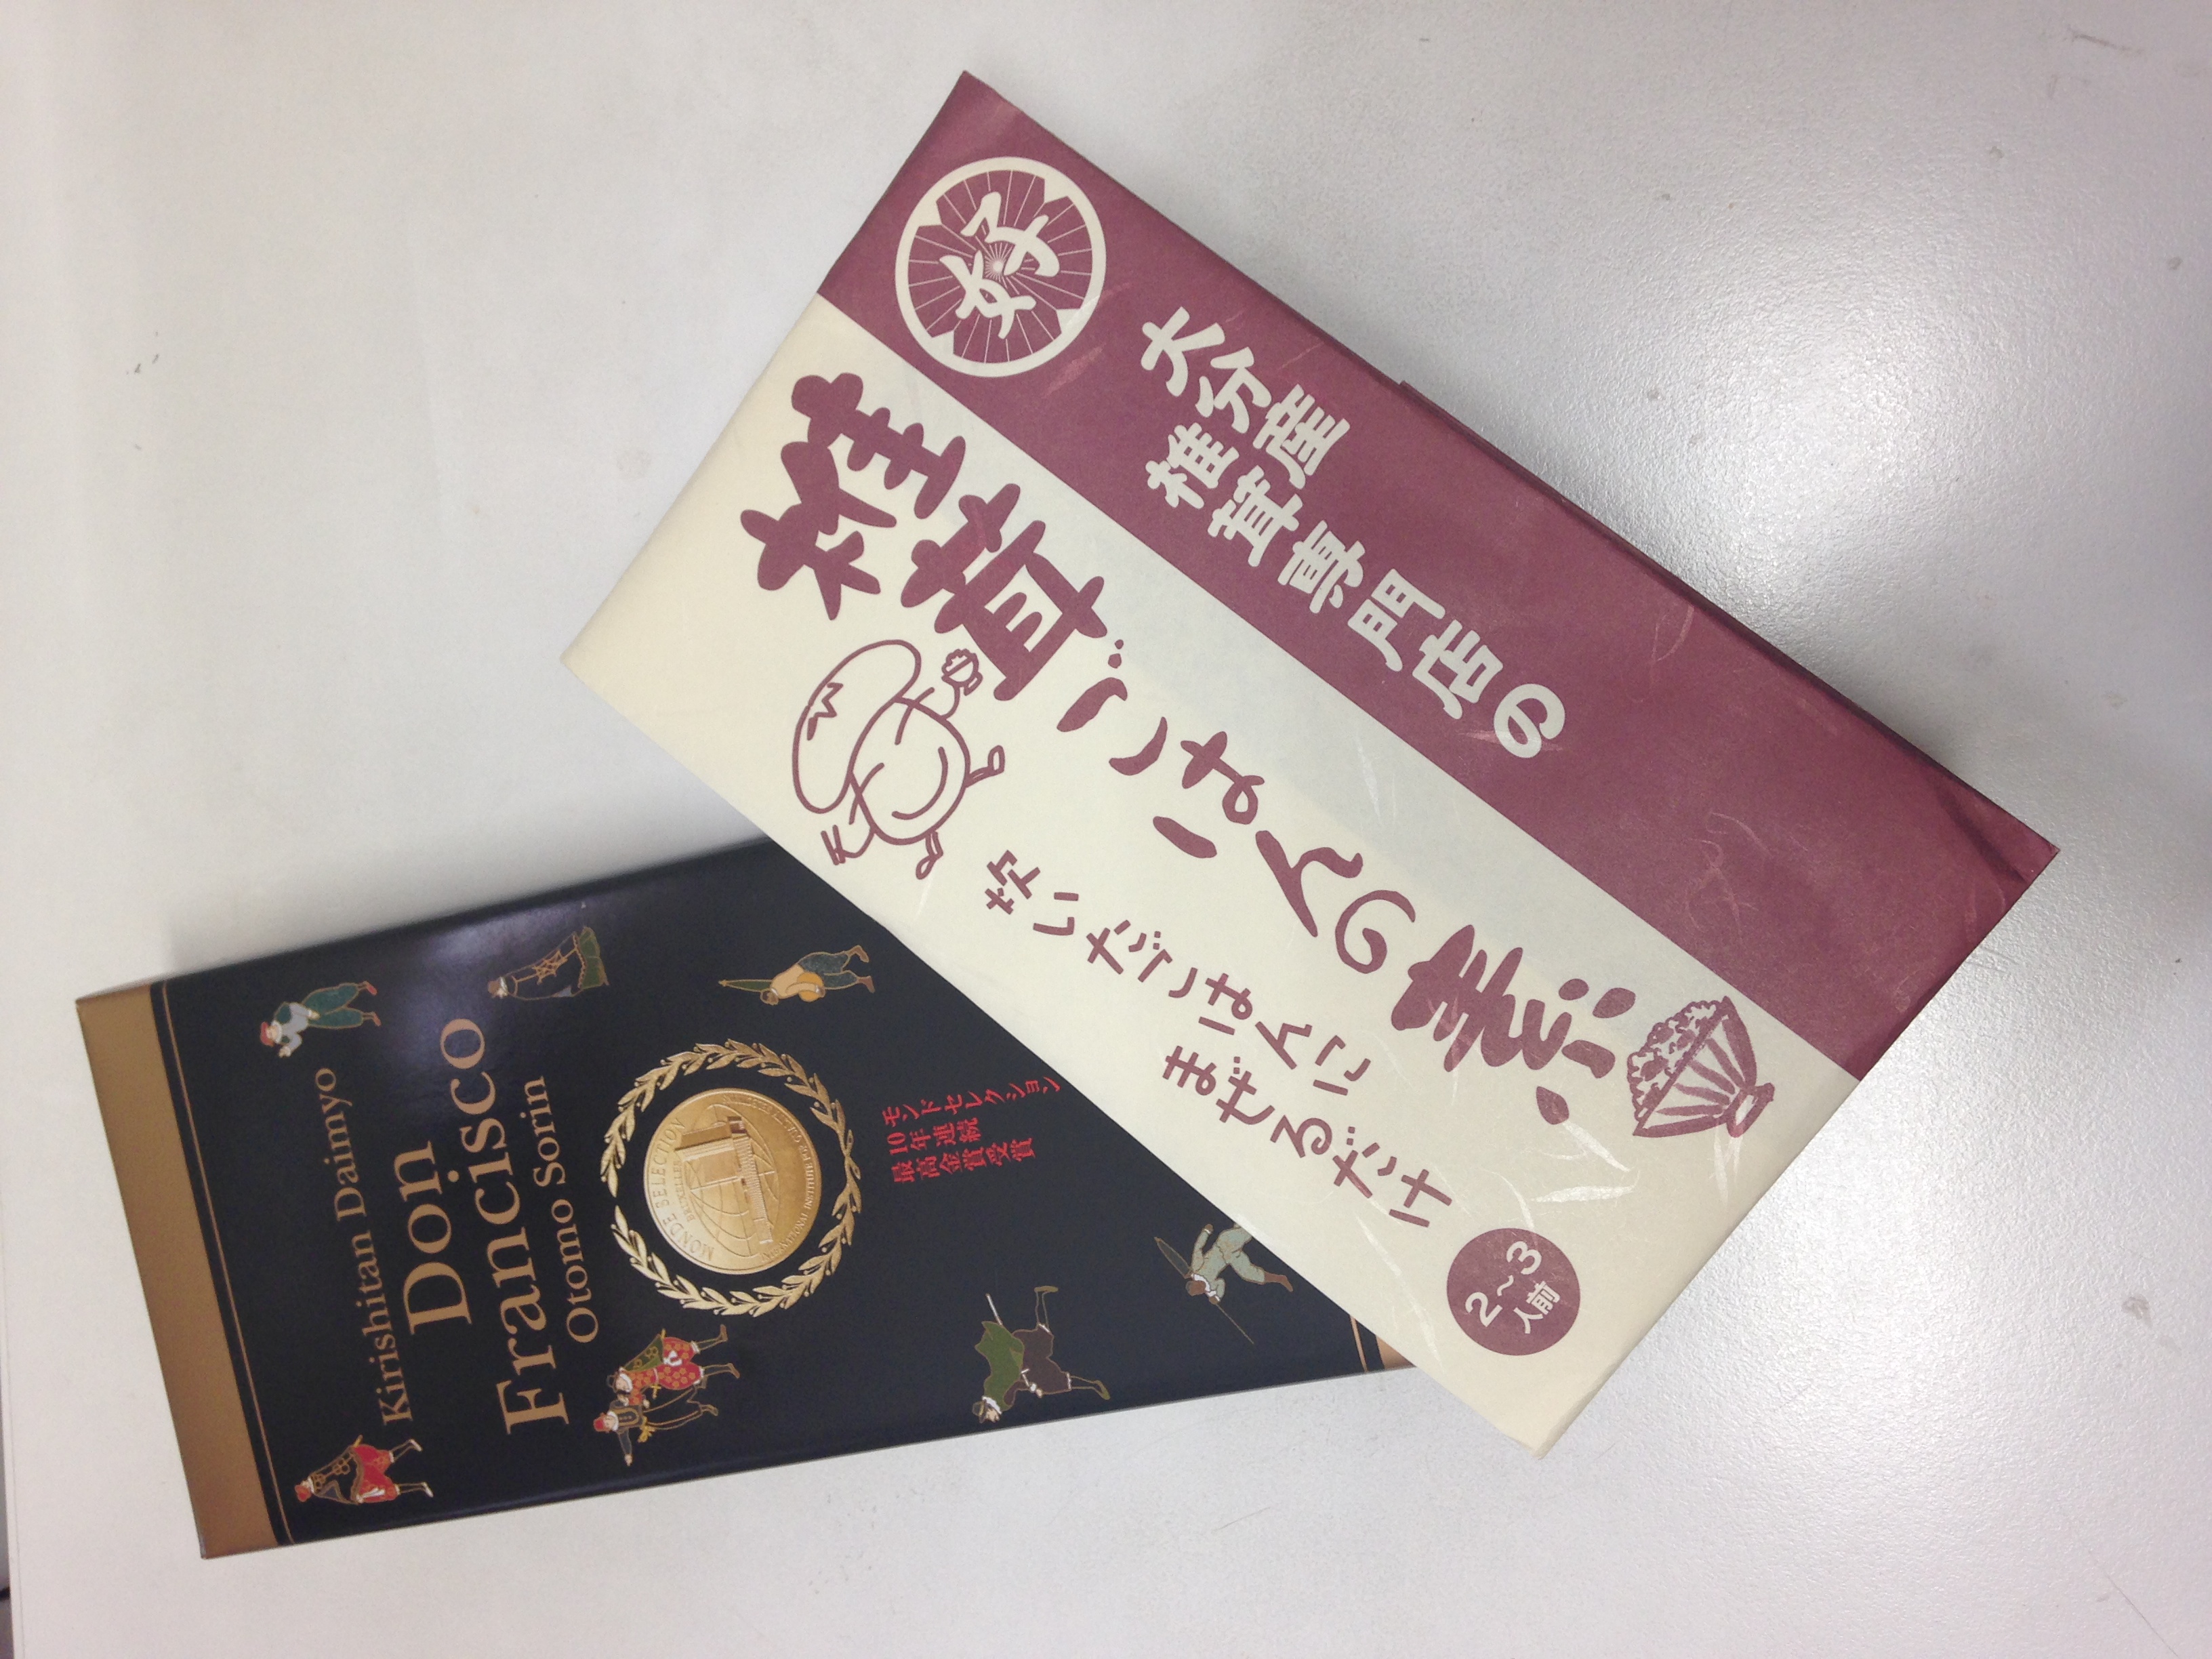 好
大分産
椎茸専門店の
椎茸ごはんの素
炊いたごはんに
まぜるだけ
2〜3
人前
Kirishitan Daimyo
Don
Francisco
Otomo Sorin
MONDE SELECTION
BRUXELLES
モンドセレクション
10年連続
最高金賞受賞